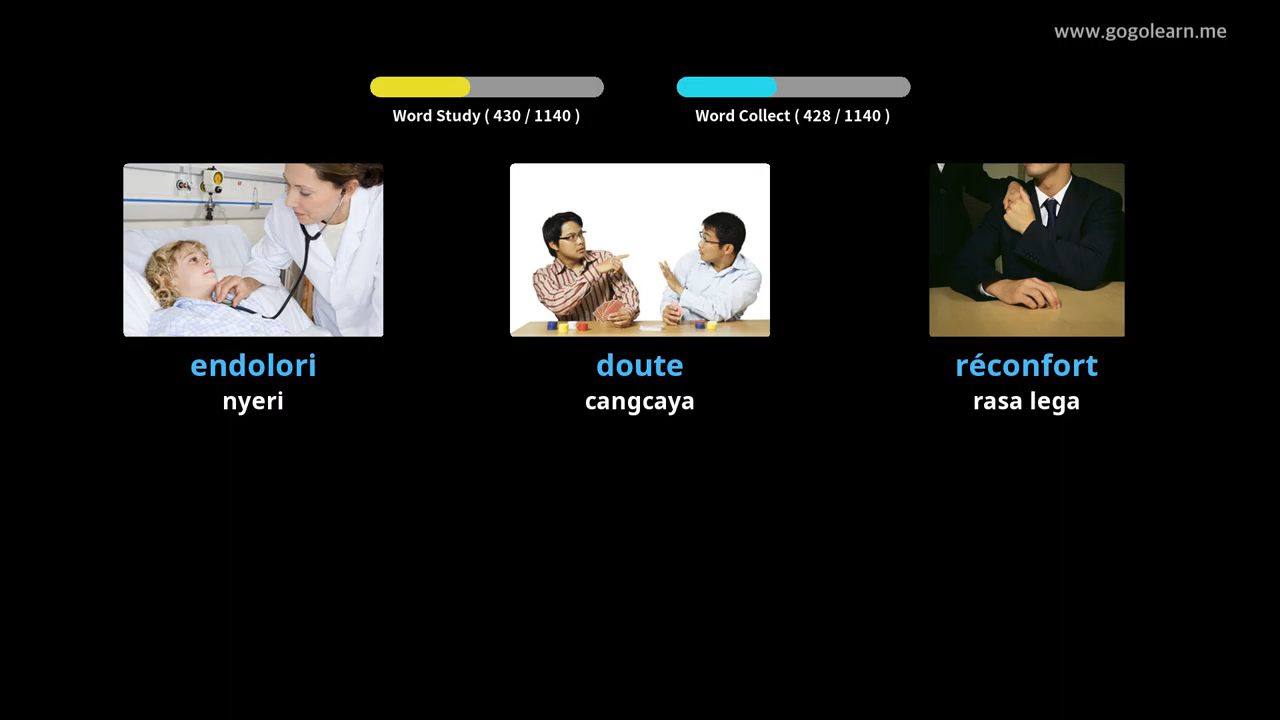 www.gogolearn.me
Word Study ( 430 / 1140 )
Word Collect ( 428 / 1140 )
endolori
nyeri
doute
cangcaya
réconfort
rasa lega